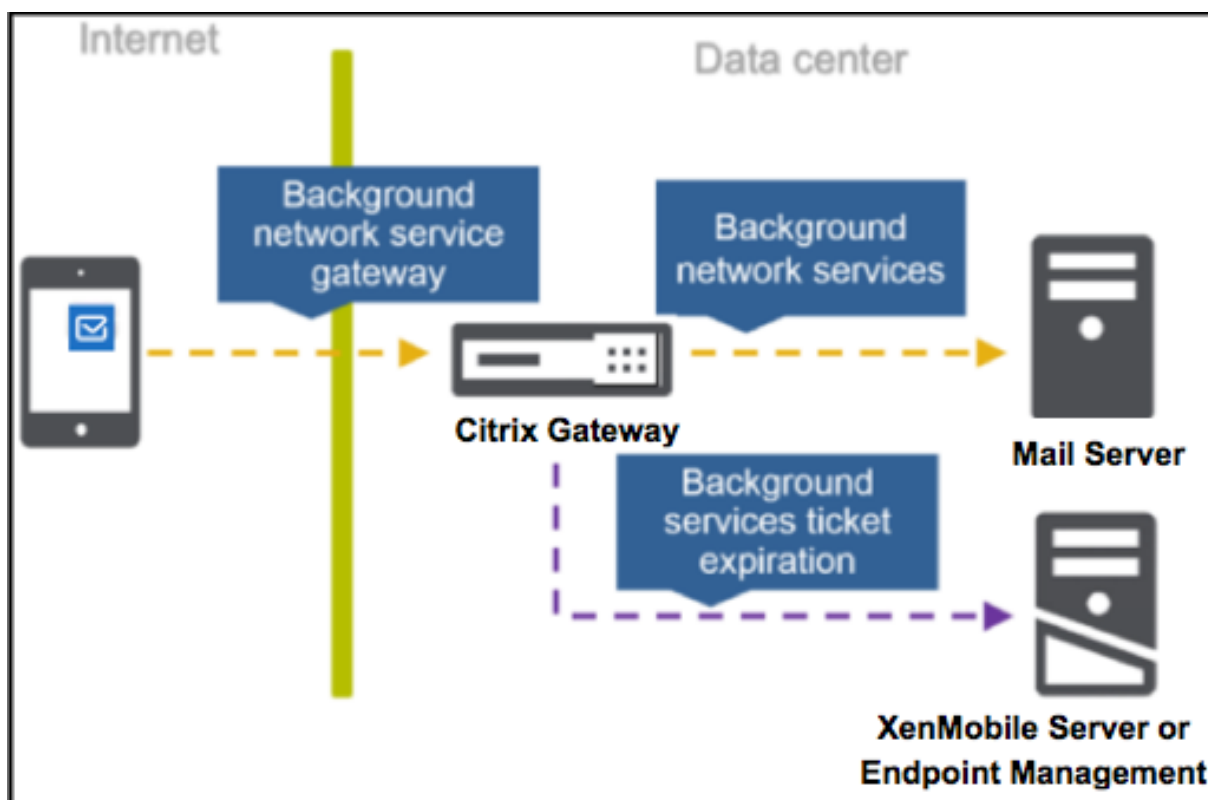 Internet
Data center
Background
network service
gateway
Background
network services
Citrix Gateway
Mail Server
Background
services ticket
expiration
XenMobile Server or
Endpoint Management